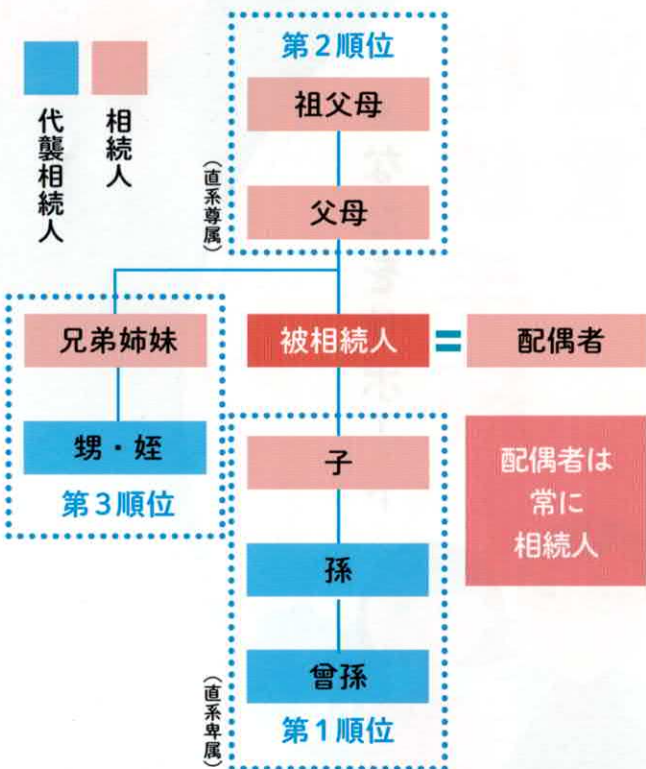 代襲相続人
相続人
第2順位
祖父母
父母
（直系尊属）
兄弟姉妹
甥・姪
第3順位
被相続人
配偶者
配偶者は
常に
相続人
子
孫
曾孫
（直系卑属）
第1順位